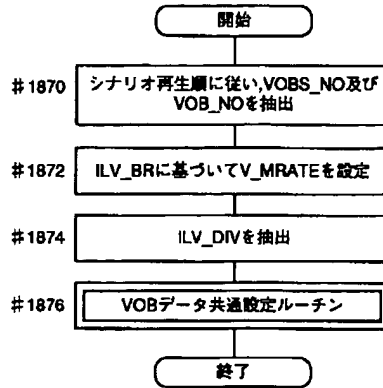 開始
#1870
シナリオ再生順に従い,VOBS_NO及び
VOB_NOを抽出
#1872
ILV_BRに基づいてV_MRATEを設定
#1874
ILV_DIVを抽出
#1876
VOBデータ共通設定ルーチン
終了